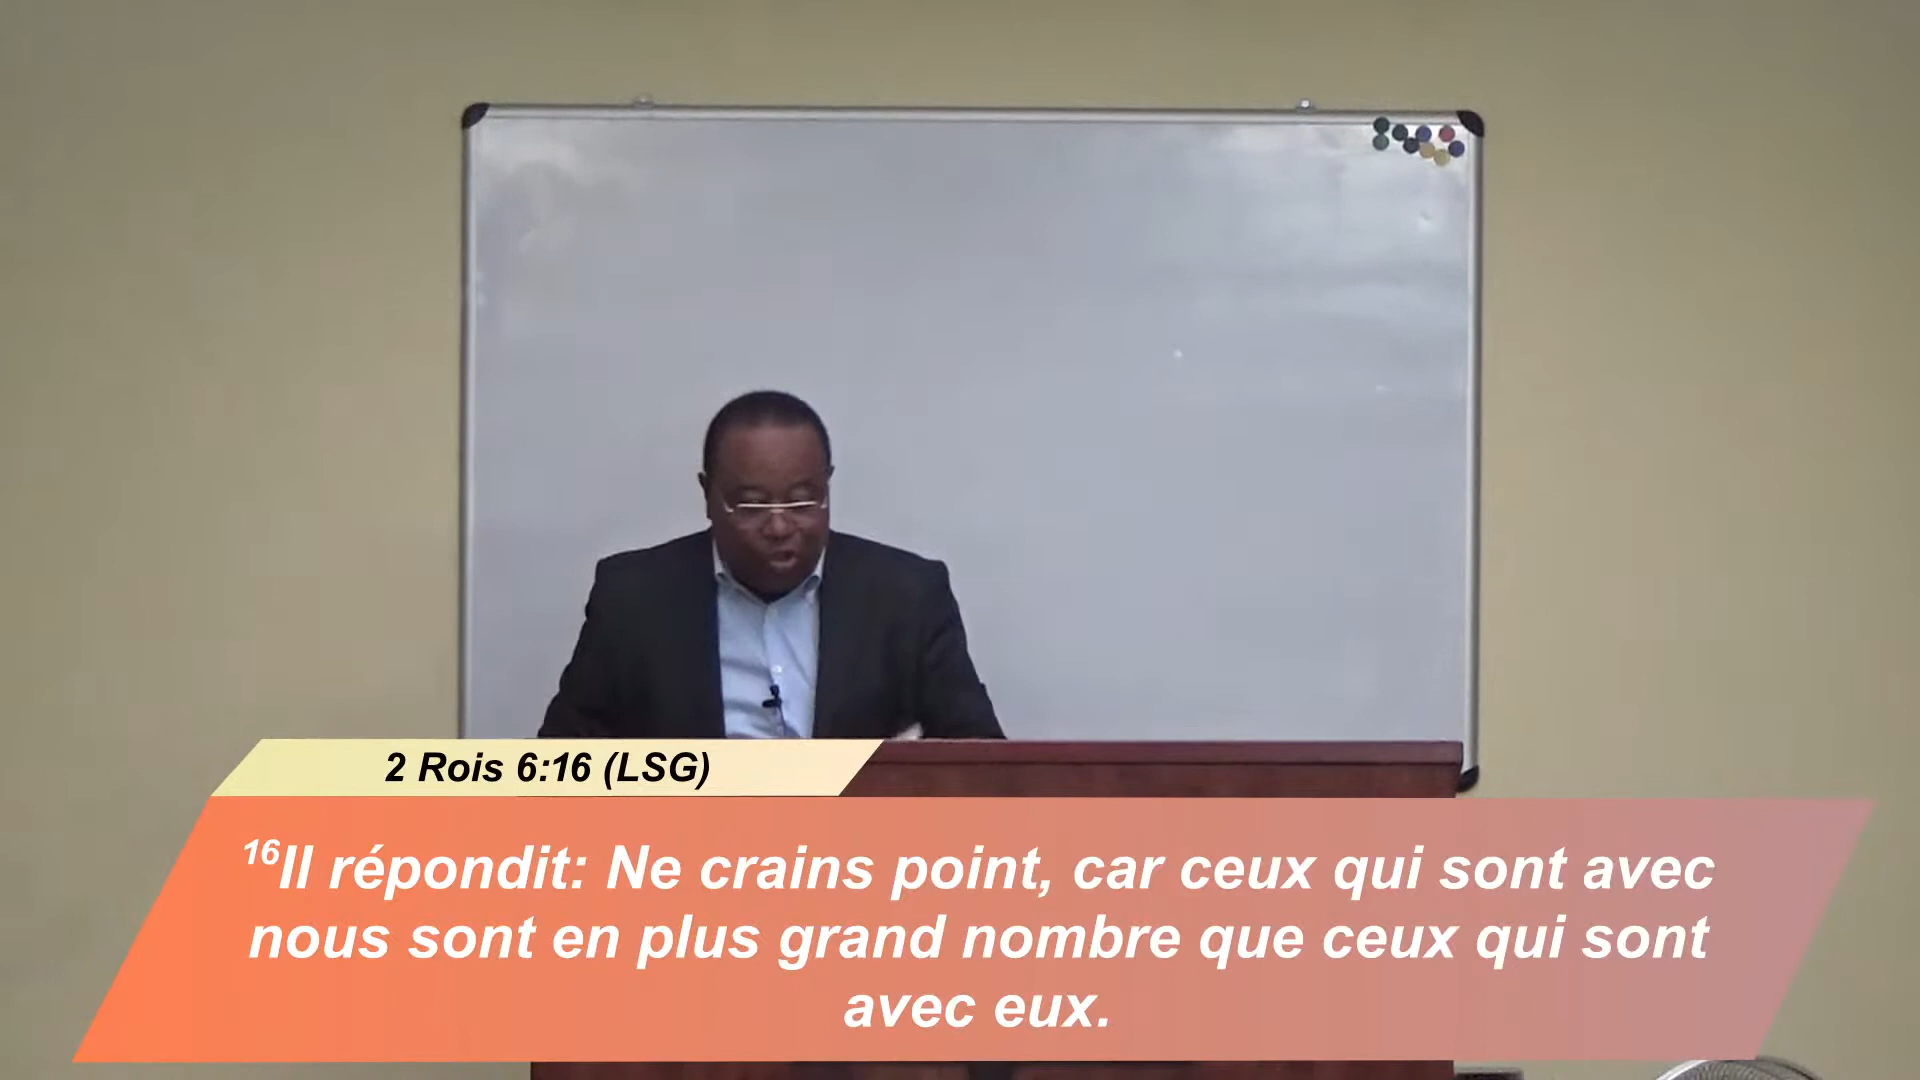 2 Rois 6:16 (LSG)
16Il répondit: Ne crains point, car ceux qui sont avec
nous sont en plus grand nombre que ceux qui sont
avec eux.